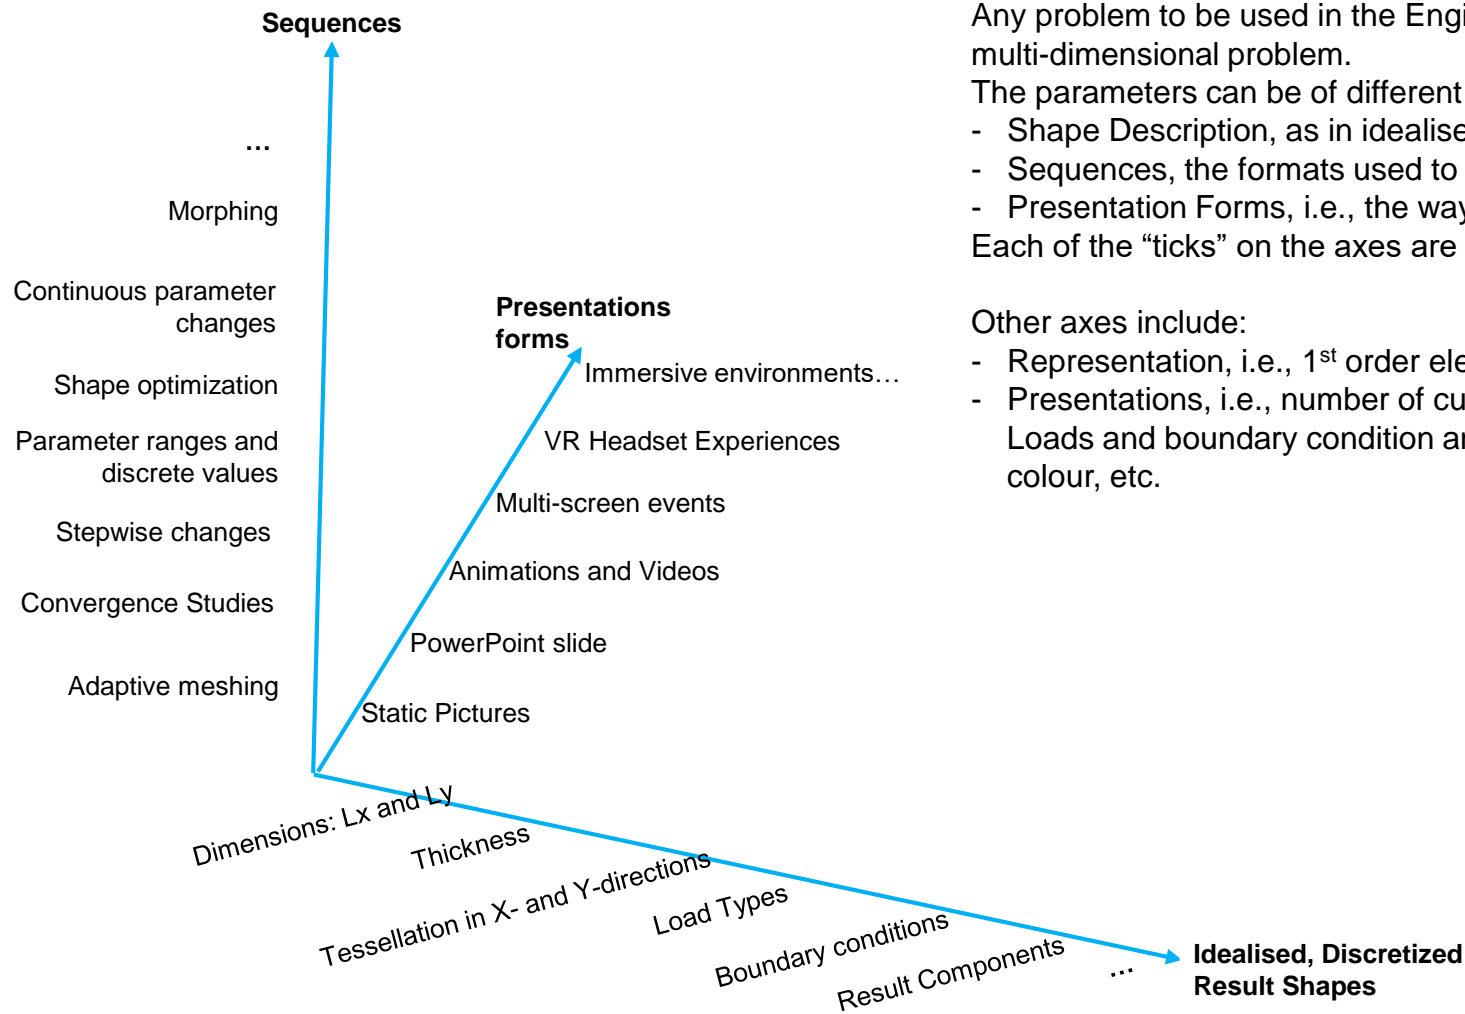 Sequences
…
Morphing
Continuous parameter
changes
Shape optimization
Parameter ranges and
discrete values
Stepwise changes
Convergence Studies
Adaptive meshing
Presentations
forms
Immersive environments…
VR Headset Experiences
Multi-screen events
Animations and Videos
PowerPoint slide
Static Pictures
Dimensions: Lx and Ly
Thickness
Tessellation in X- and Y-directions
Load Types
Boundary conditions
Result Components
…
Idealised, Discretized
Result Shapes
Any problem to be used in the Engi
multi-dimensional problem.
The parameters can be of different
- Shape Description, as in idealise
- Sequences, the formats used to
- Presentation Forms, i.e., the way
Each of the “ticks” on the axes are
Other axes include:
- Representation, i.e., 1st order ele
- Presentations, i.e., number of cu
Loads and boundary condition ar
colour, etc.